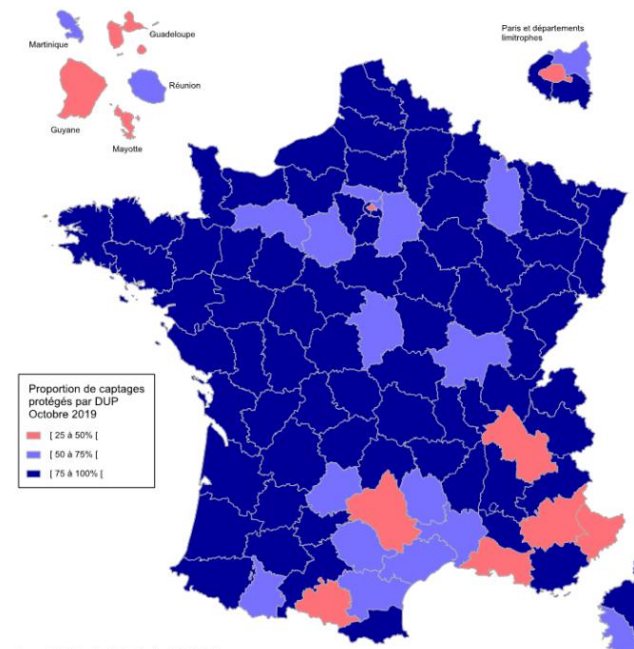 Guadeloupe
Martinique
Réunion
Guyane
Mayotte
Paris et départements
limitrophes
Proportion de captages
protégés par DUP
Octobre 2019
[ 25 à 50% [
[ 50 à 75% [
[ 75 à 100% [